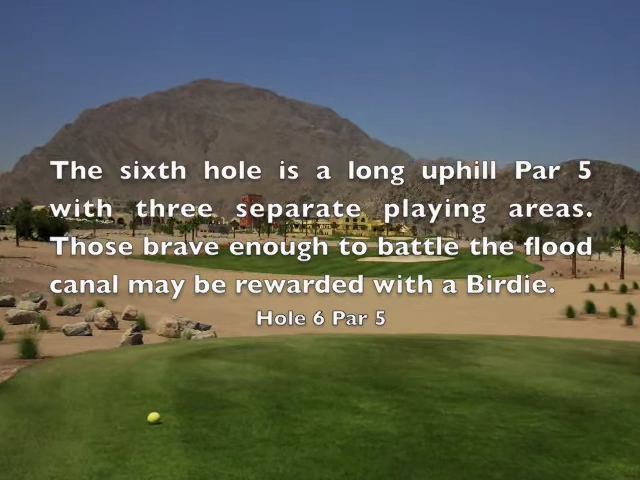 The sixth hole is a long uphill Par 5
with three separate playing areas.
Those brave enough to battle the flood
canal may be rewarded with a Birdie.
Hole 6 Par 5